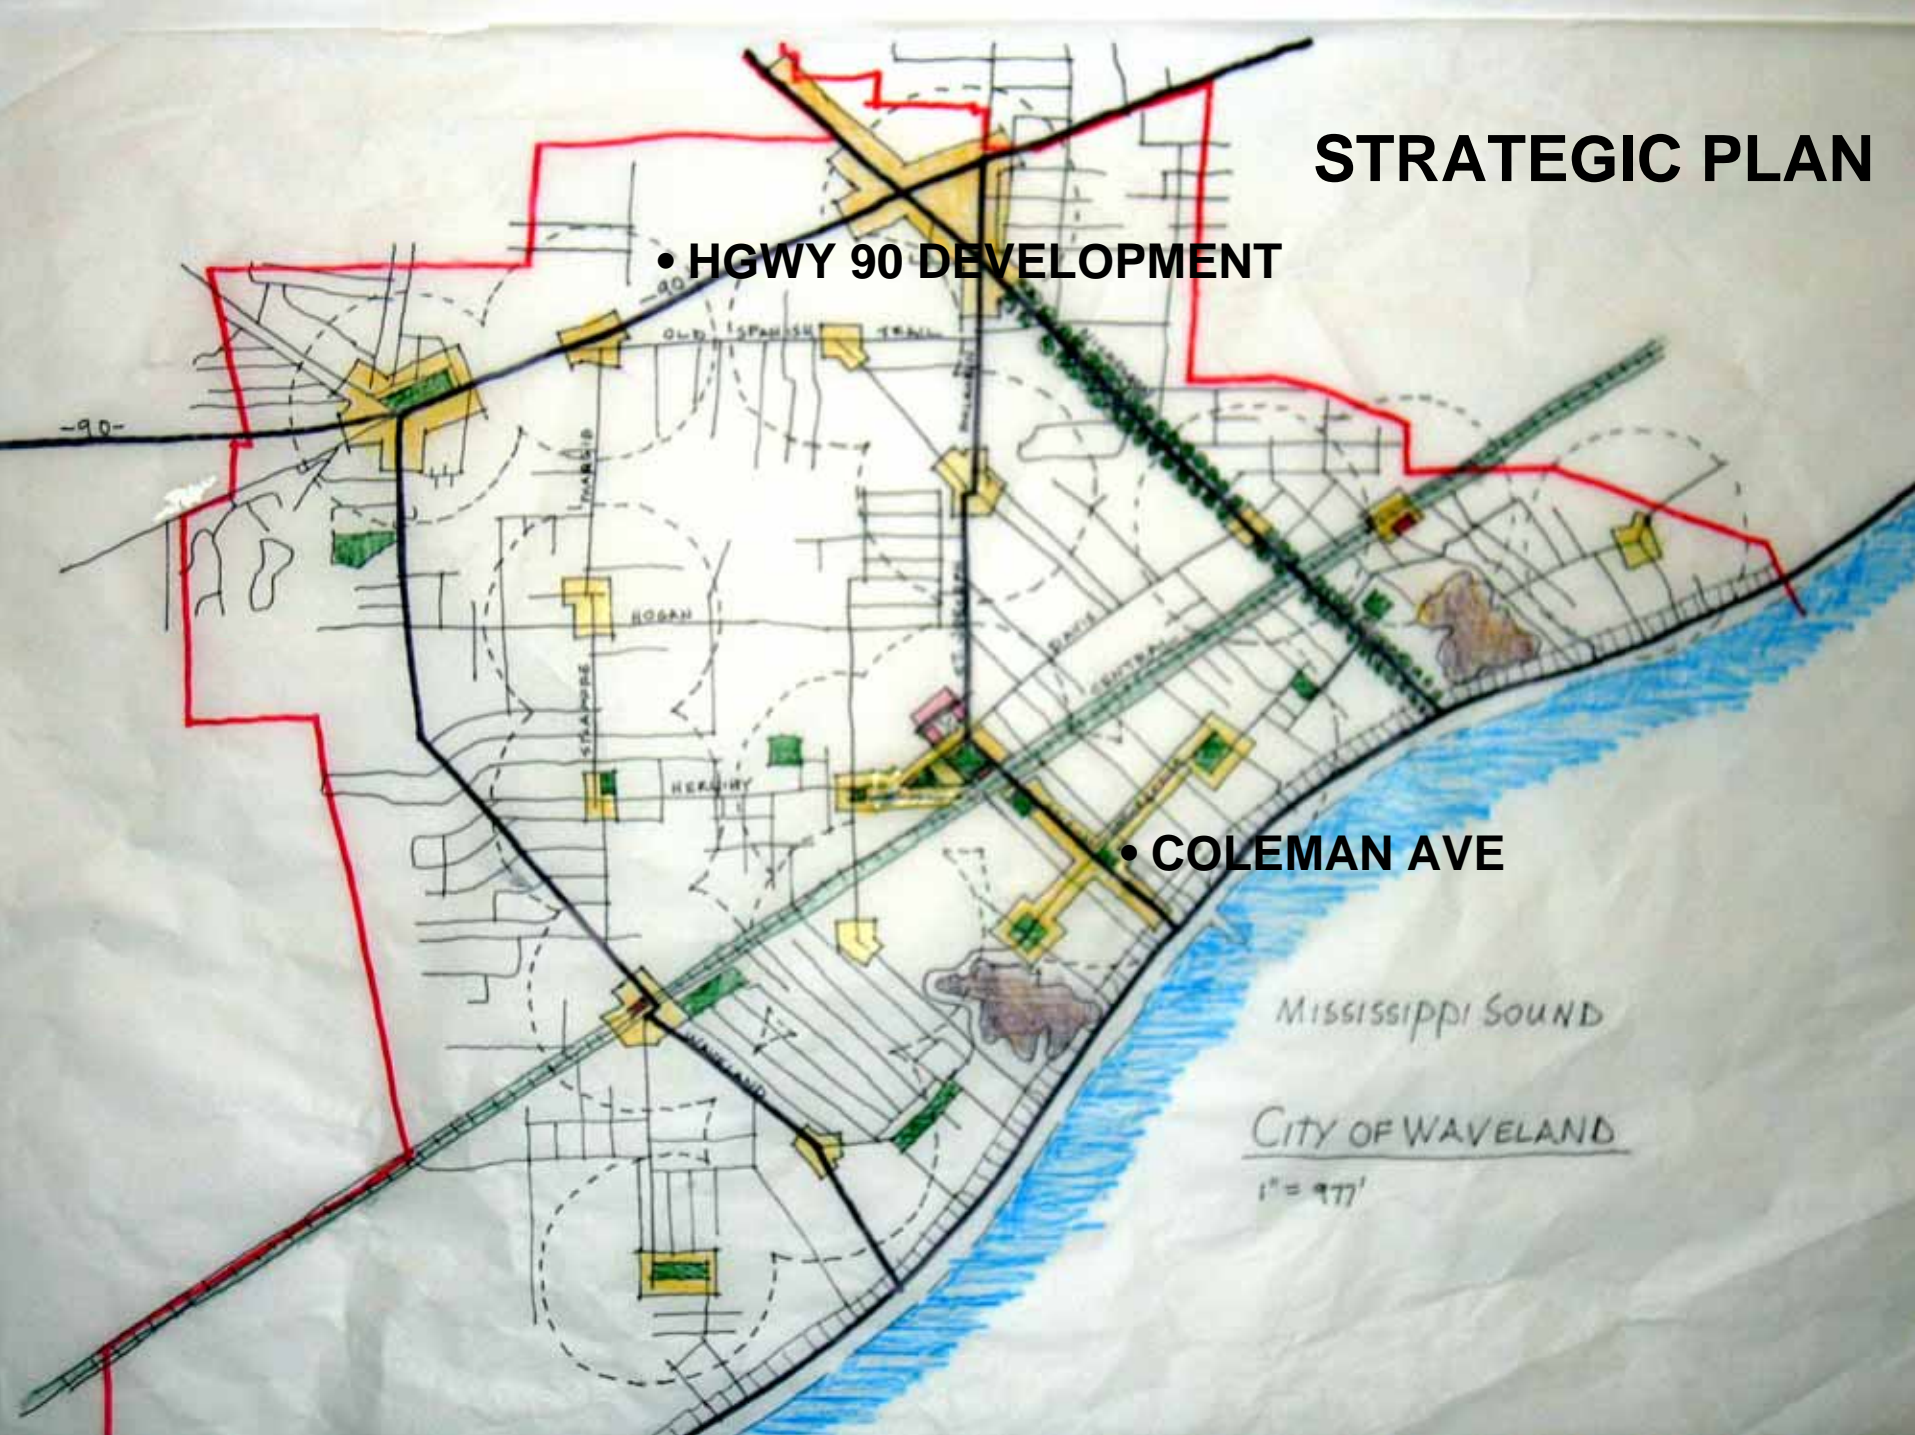 STRATEGIC PLAN
• HGWY 90 DEVELOPMENT
-90-
OLD SPANISH TRAIL
-90-
HOGAN
DAVIS
CENTRAL
HERLIHY
• COLEMAN AVE
WAVELAND
MISSISSIPPI SOUND
CITY OF WAVELAND
1" = 977'